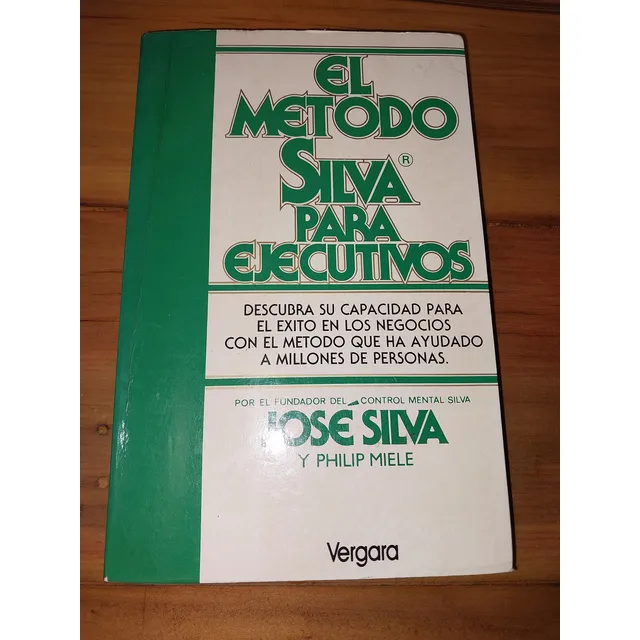 EL
METODO
SILVA®
PARA
EJECUTIVOS
DESCUBRA SU CAPACIDAD PARA
EL EXITO EN LOS NEGOCIOS
CON EL METODO QUE HA AYUDADO
A MILLONES DE PERSONAS.
POR EL FUNDADOR DEL CONTROL MENTAL SILVA
JOSÉ SILVA
Y PHILIP MIELE
Vergara